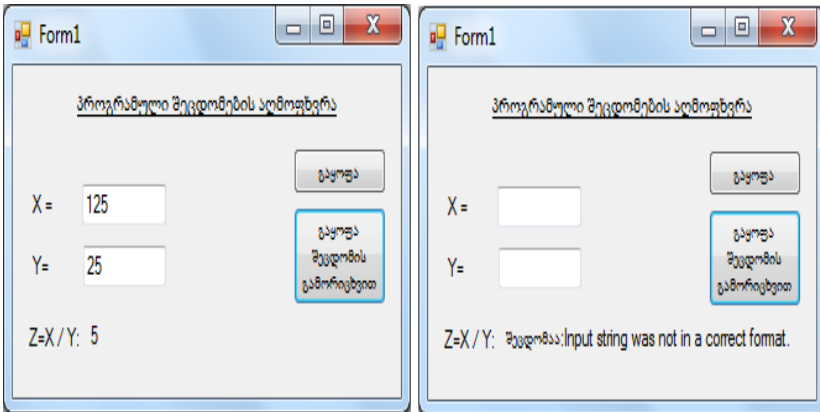 Form1
პროგრამული შეცდომების აღმოფხვრა
გაყოფა
X = 125
გაყოფა
შეცდომის
გამორიცხვით
Y= 25
Z=X / Y: 5
Form1
პროგრამული შეცდომების აღმოფხვრა
გაყოფა
X =
გაყოფა
შეცდომის
გამორიცხვით
Y=
Z=X / Y: შეცდომაა:Input string was not in a correct format.